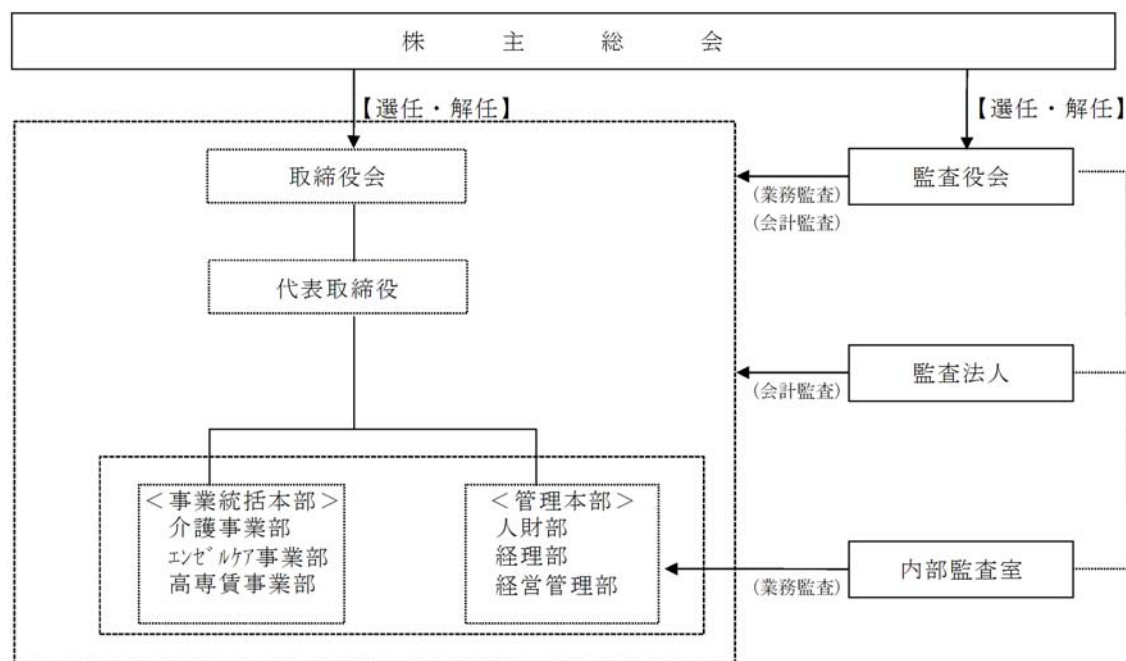 株主総会
【選任・解任】
【選任・解任】
取締役会
監査役会
(業務監査)
(会計監査)
代表取締役
監査法人
(会計監査)
＜事業統括本部＞
介護事業部
ｴﾝｾﾞﾙｹｱ事業部
高専賃事業部
＜管理本部＞
人財部
経理部
経営管理部
内部監査室
(業務監査)